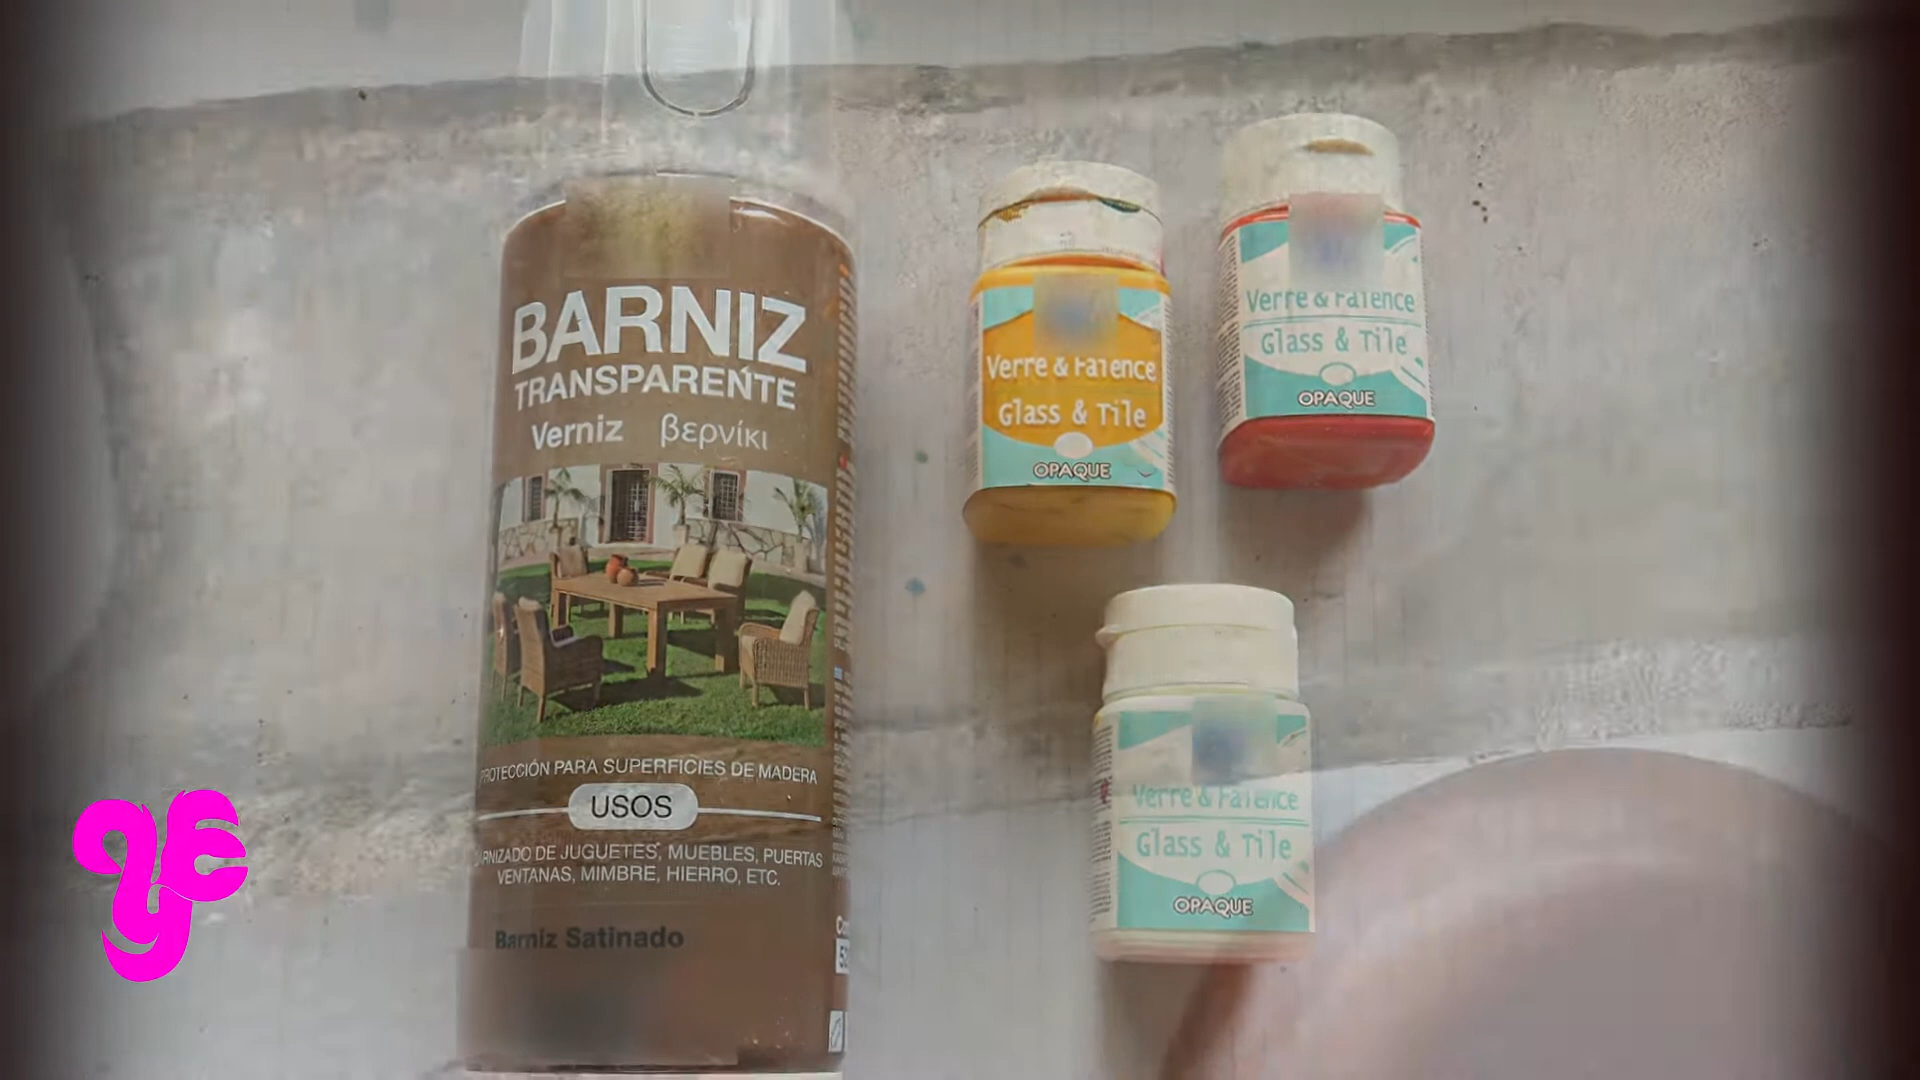 BARNIZ
TRANSPARENTE
Verniz βερνίκι
PROTECCIÓN PARA SUPERFICIES DE MADERA
USOS
BARNIZADO DE JUGUETES, MUEBLES, PUERTAS
VENTANAS, MIMBRE, HIERRO, ETC.
Barniz Satinado
Verre & Faïence
Glass & Tile
OPAQUE
Verre & Faïence
Glass & Tile
OPAQUE
Verre & Faïence
Glass & Tile
OPAQUE